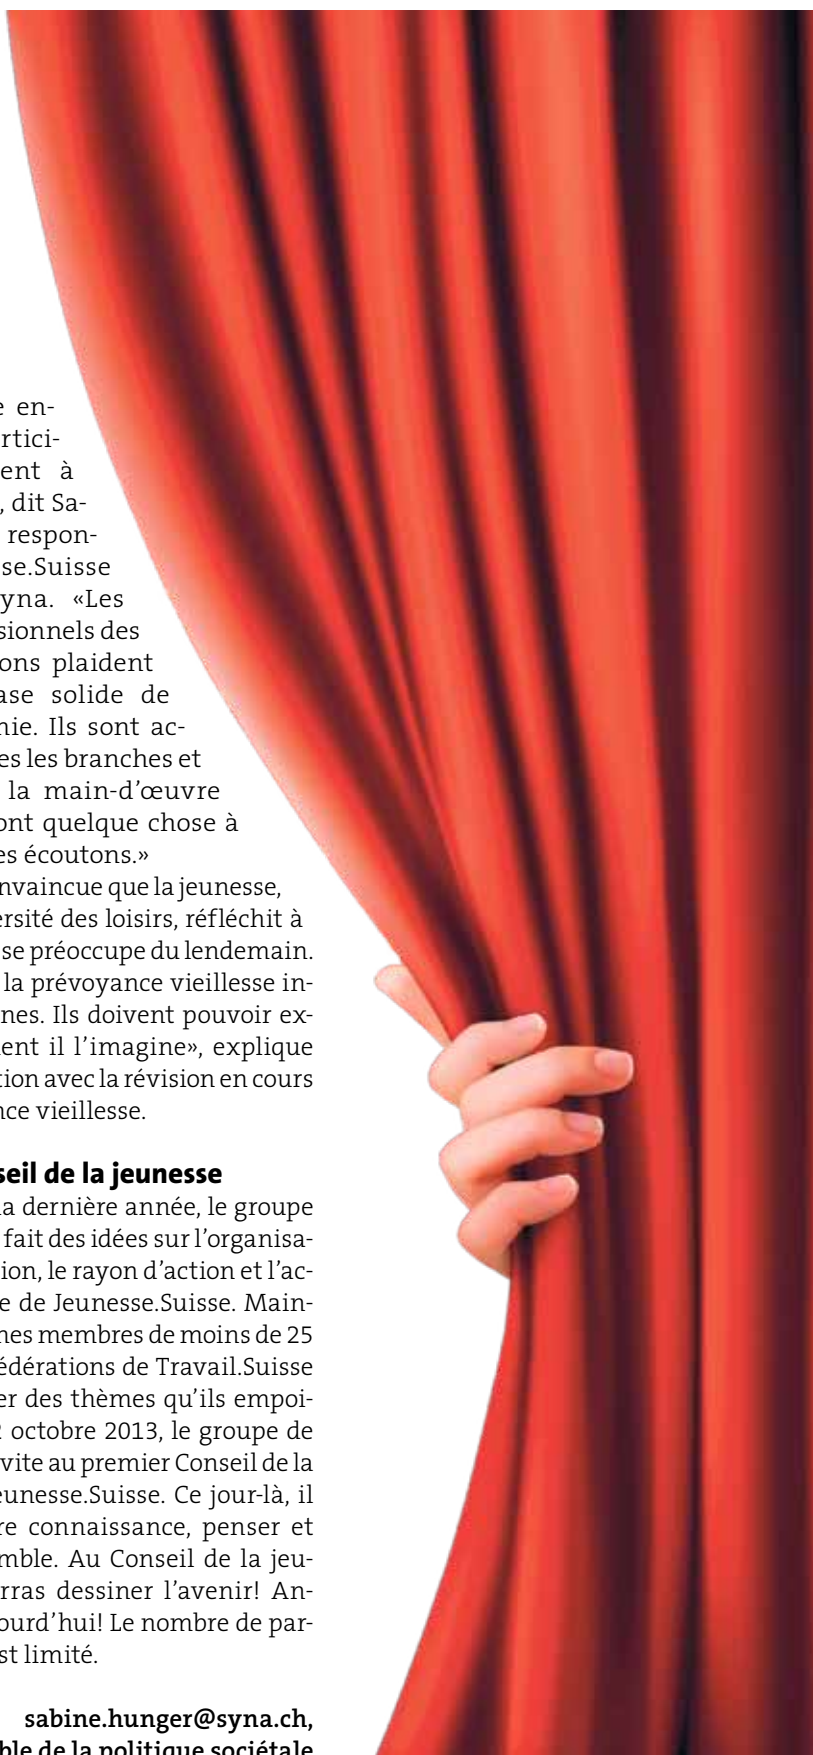 e en-
rtici-
ent à
, dit Sa-
respon-
se.Suisse
yna. «Les
sionnels des
ons plaident
ase solide de
nie. Ils sont ac-
es les branches et
la main-d’œuvre
ont quelque chose à
es écoutons.»
nvaincue que la jeunesse,
ersité des loisirs, réfléchit à
se préoccupe du lendemain.
la prévoyance vieillesse in-
nes. Ils doivent pouvoir ex-
ent il l’imagine», explique
tion avec la révision en cours
nce vieillesse.
seil de la jeunesse
la dernière année, le groupe
fait des idées sur l’organisa-
ion, le rayon d’action et l’ac-
e de Jeunesse.Suisse. Main-
nes membres de moins de 25
édérations de Travail.Suisse
er des thèmes qu’ils empoi-
2 octobre 2013, le groupe de
vite au premier Conseil de la
eunesse.Suisse. Ce jour-là, il
re connaissance, penser et
mble. Au Conseil de la jeu-
rras dessiner l’avenir! An-
ourd’hui! Le nombre de par-
st limité.
sabine.hunger@syna.ch,
ble de la politique sociétale